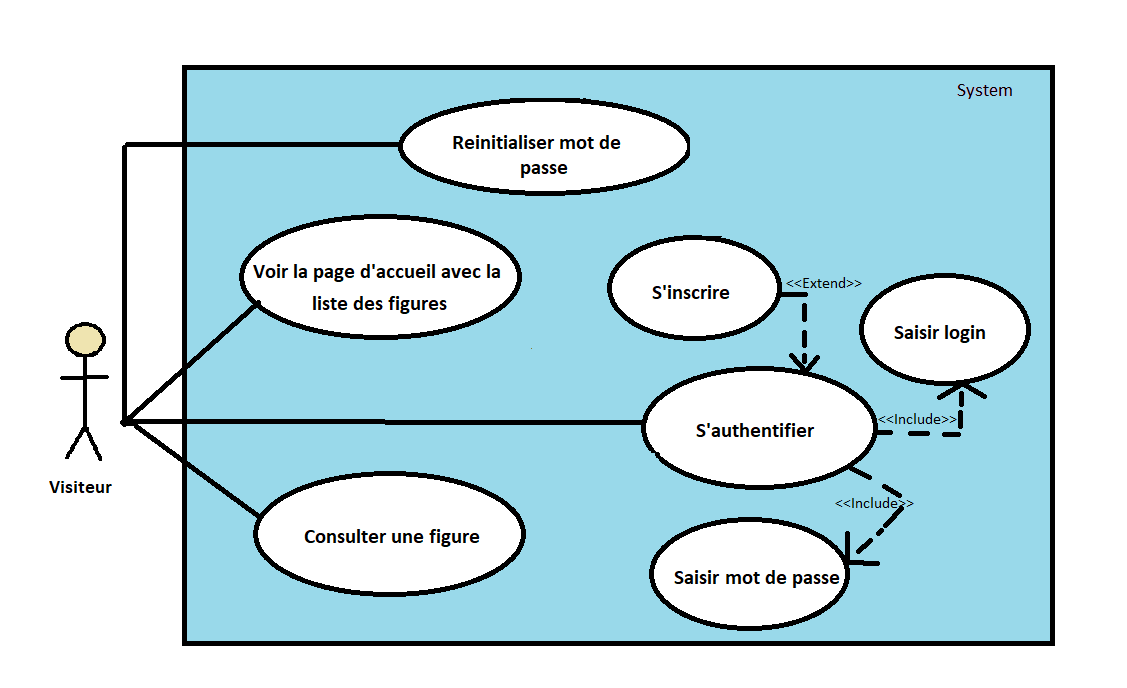 System
Reinitialiser mot de
passe
Voir la page d'accueil avec la
liste des figures
S'inscrire
<<Extend>>
Saisir login
S'authentifier
<<Include>>
Visiteur
<<Include>>
Consulter une figure
Saisir mot de passe